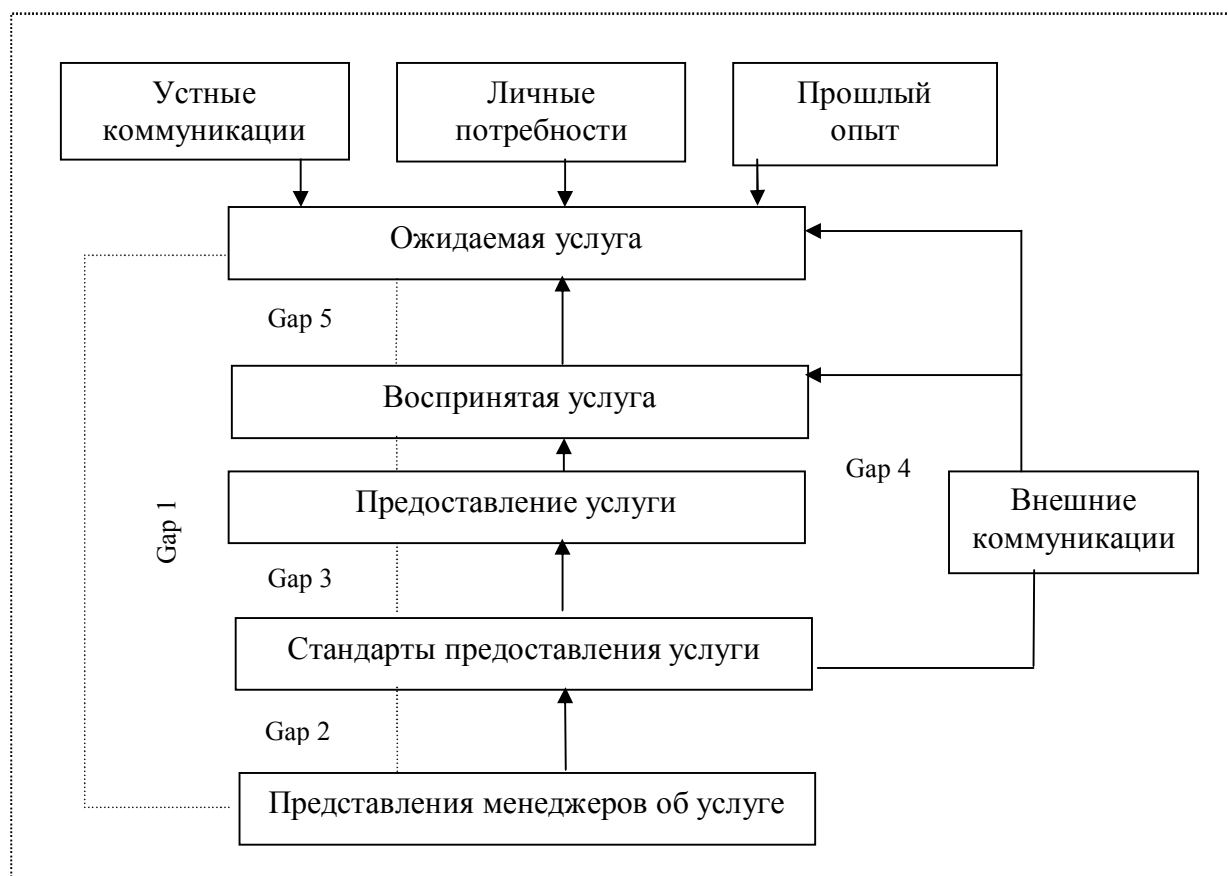 Устные
коммуникации
Личные
потребности
Прошлый
опыт
Ожидаемая услуга
Gap 5
Воспринятая услуга
Gap 4
Предоставление услуги
Внешние
коммуникации
Gap 1
Gap 3
Стандарты предоставления услуги
Gap 2
Представления менеджеров об услуге